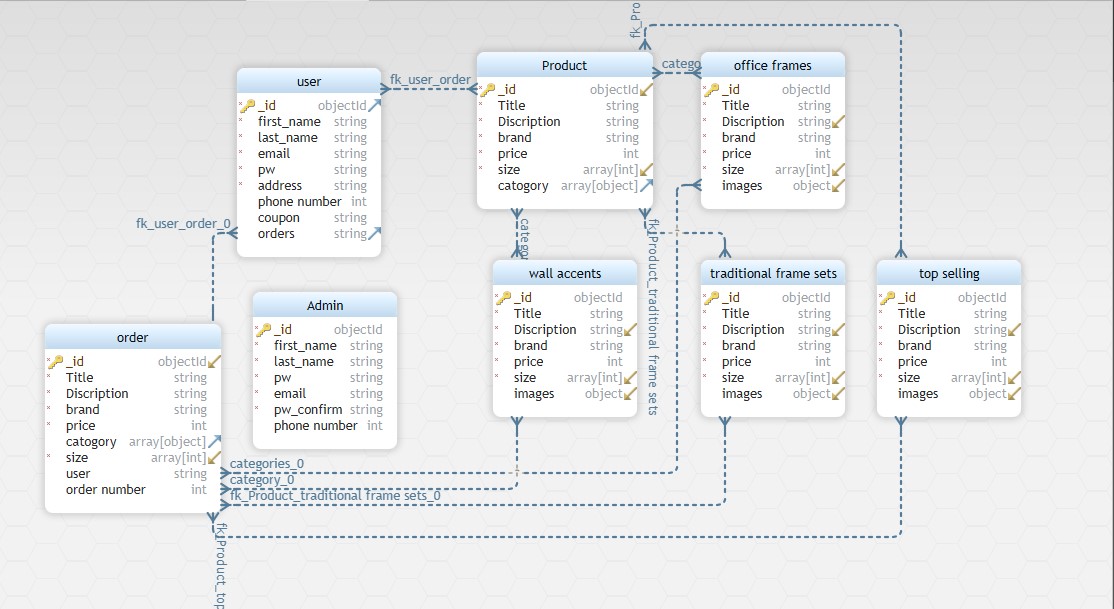 fk_Pro
user
_id objectId
first_name string
last_name string
email string
pw string
address string
phone number int
coupon string
orders string
fk_user_order
Product
_id objectId
Title string
Discription string
brand string
price int
size array[int]
catogory array[object]
catego
office frames
_id objectId
Title string
Discription string
brand string
price int
size array[int]
images object
fk_user_order_0
categor
fk_Product_traditional frame sets
wall accents
_id objectId
Title string
Discription string
brand string
price int
size array[int]
images object
traditional frame sets
_id objectId
Title string
Discription string
brand string
price int
size array[int]
images object
top selling
_id objectId
Title string
Discription string
brand string
price int
size array[int]
images object
Admin
_id objectId
first_name string
last_name string
pw string
email string
pw_confirm string
phone number int
order
_id objectId
Title string
Discription string
brand string
price int
catogory array[object]
size array[int]
user string
order number int
categories_0
category_0
fk_Product_traditional frame sets_0
fk_Product_top